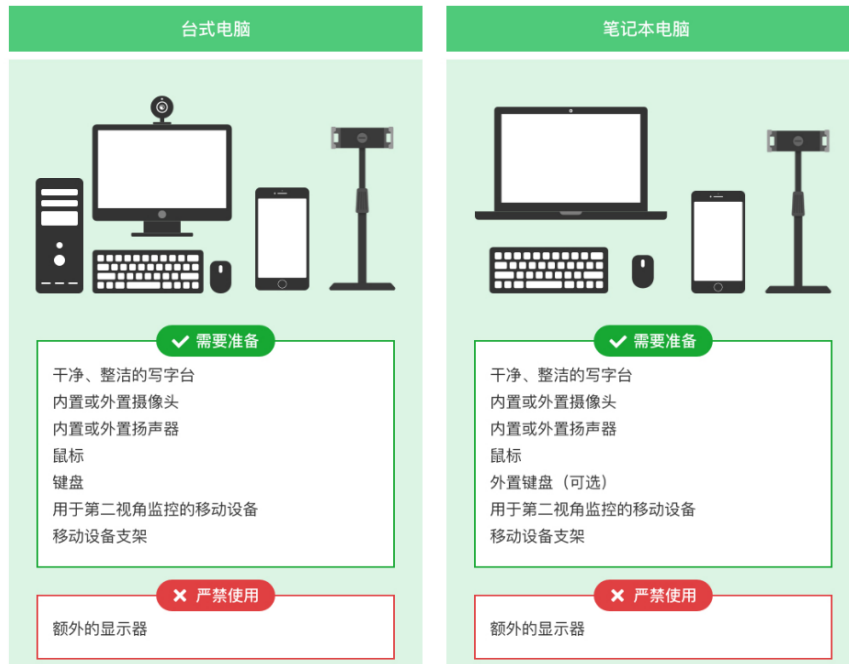 台式电脑
需要准备
干净、整洁的写字台
内置或外置摄像头
内置或外置扬声器
鼠标
键盘
用于第二视角监控的移动设备
移动设备支架
严禁使用
额外的显示器
笔记本电脑
需要准备
干净、整洁的写字台
内置或外置摄像头
内置或外置扬声器
鼠标
外置键盘（可选）
用于第二视角监控的移动设备
移动设备支架
严禁使用
额外的显示器